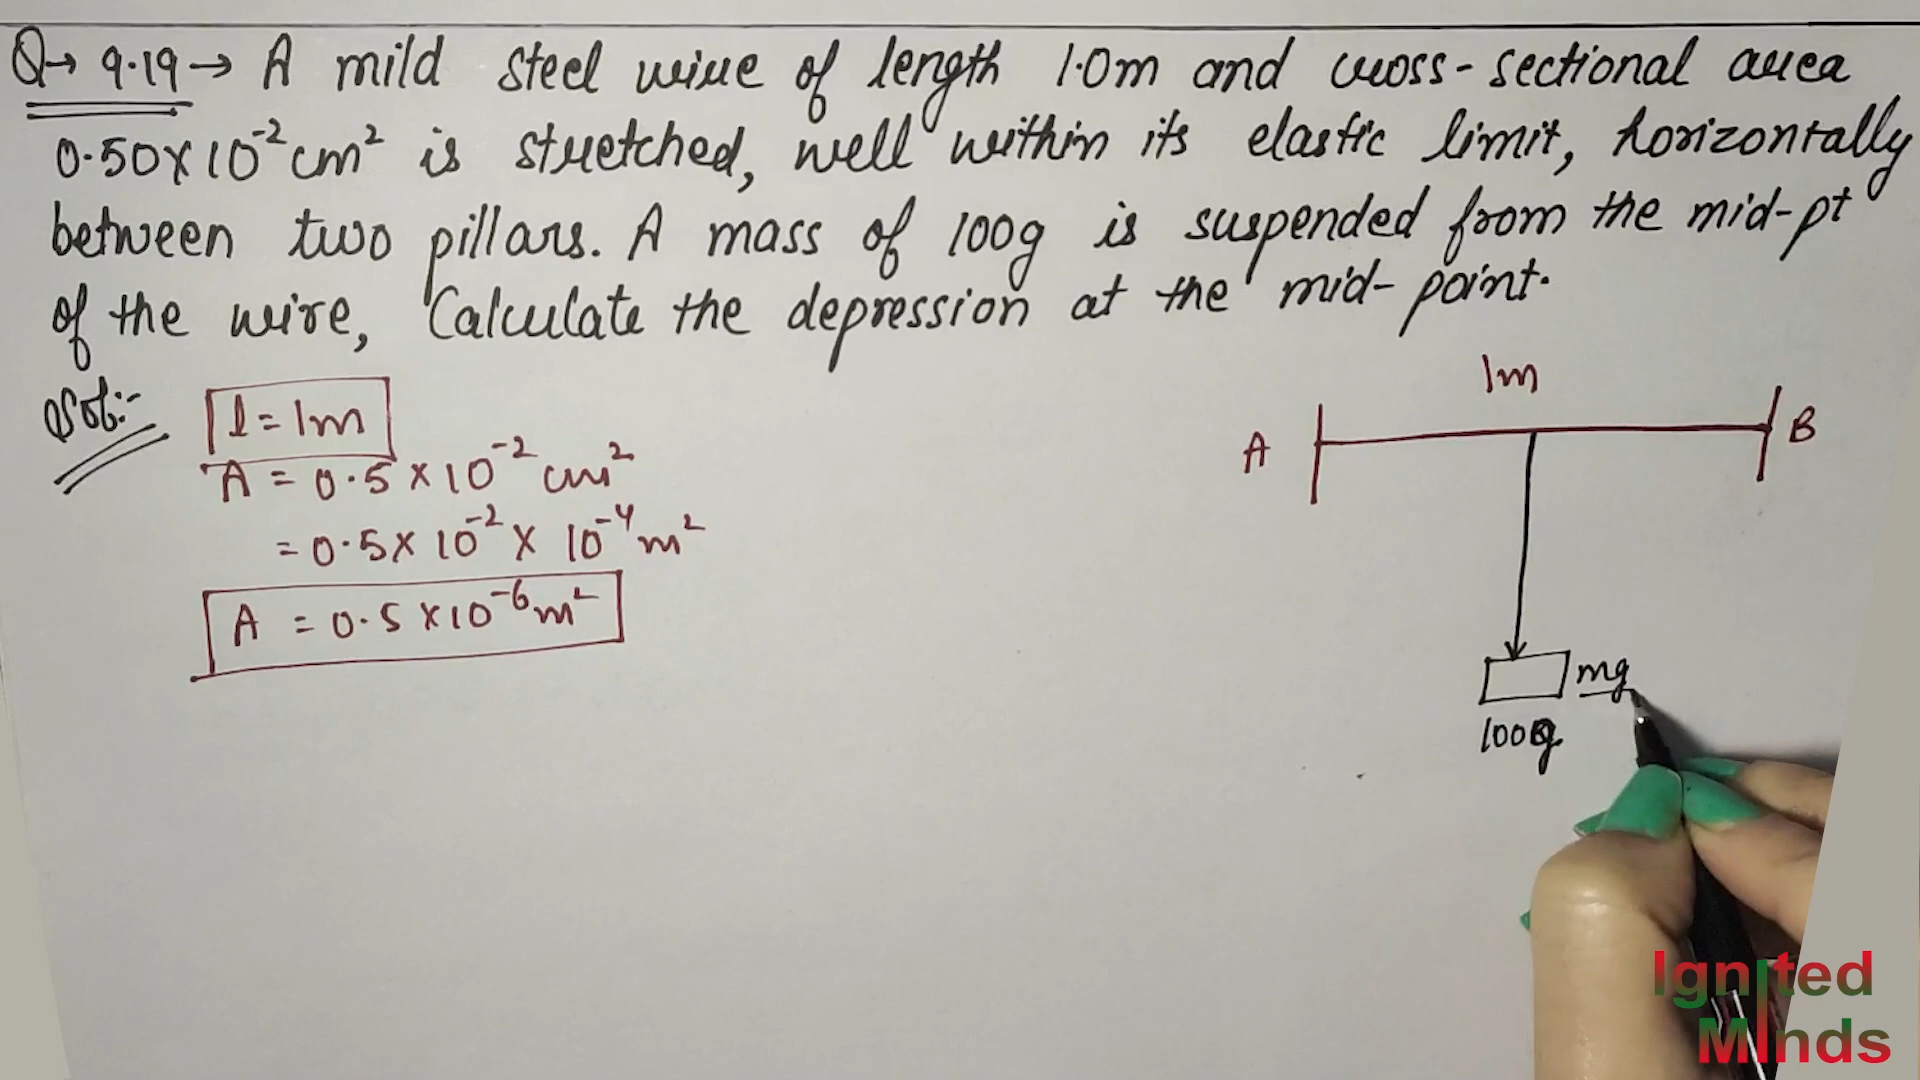 Q→ 9.19→ A mild steel wire of length 1.0m and cross-sectional area
0.50×10⁻² cm² is stretched, well within its elastic limit, horizontally
between two pillars. A mass of 100g is suspended from the mid-pt
of the wire, Calculate the depression at the mid-point.
Sol:-
l = 1m
A = 0.5 × 10⁻² cm²
= 0.5 × 10⁻² × 10⁻⁴ m²
A = 0.5 × 10⁻⁶ m²
1m
A
B
mg
100g
Ignited
Minds